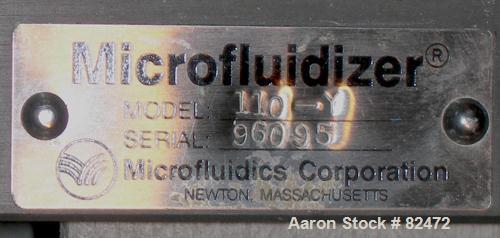 Microfluidizer®
MODEL: 110-Y
SERIAL: 96095
Microfluidics Corporation
NEWTON, MASSACHUSETTS
Aaron Stock # 82472